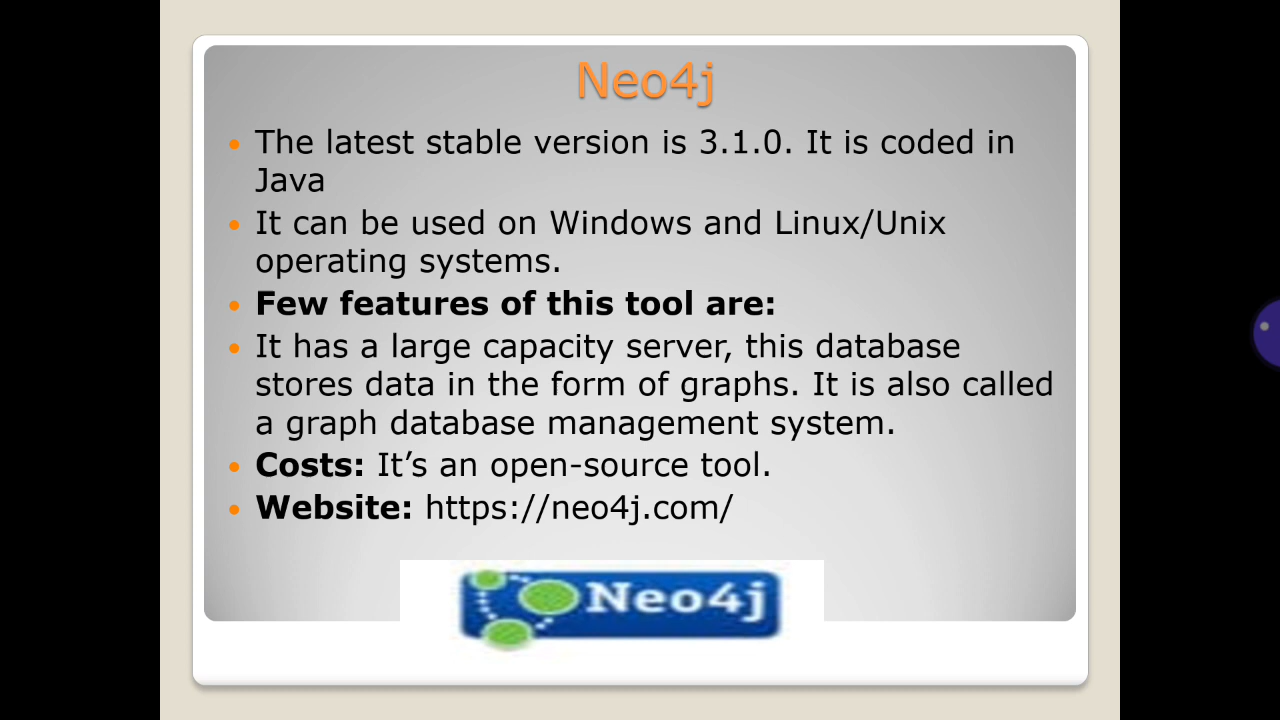 Neo4j
• The latest stable version is 3.1.0. It is coded in
Java
• It can be used on Windows and Linux/Unix
operating systems.
• Few features of this tool are:
• It has a large capacity server, this database
stores data in the form of graphs. It is also called
a graph database management system.
• Costs: It’s an open-source tool.
• Website: https://neo4j.com/
Neo4j